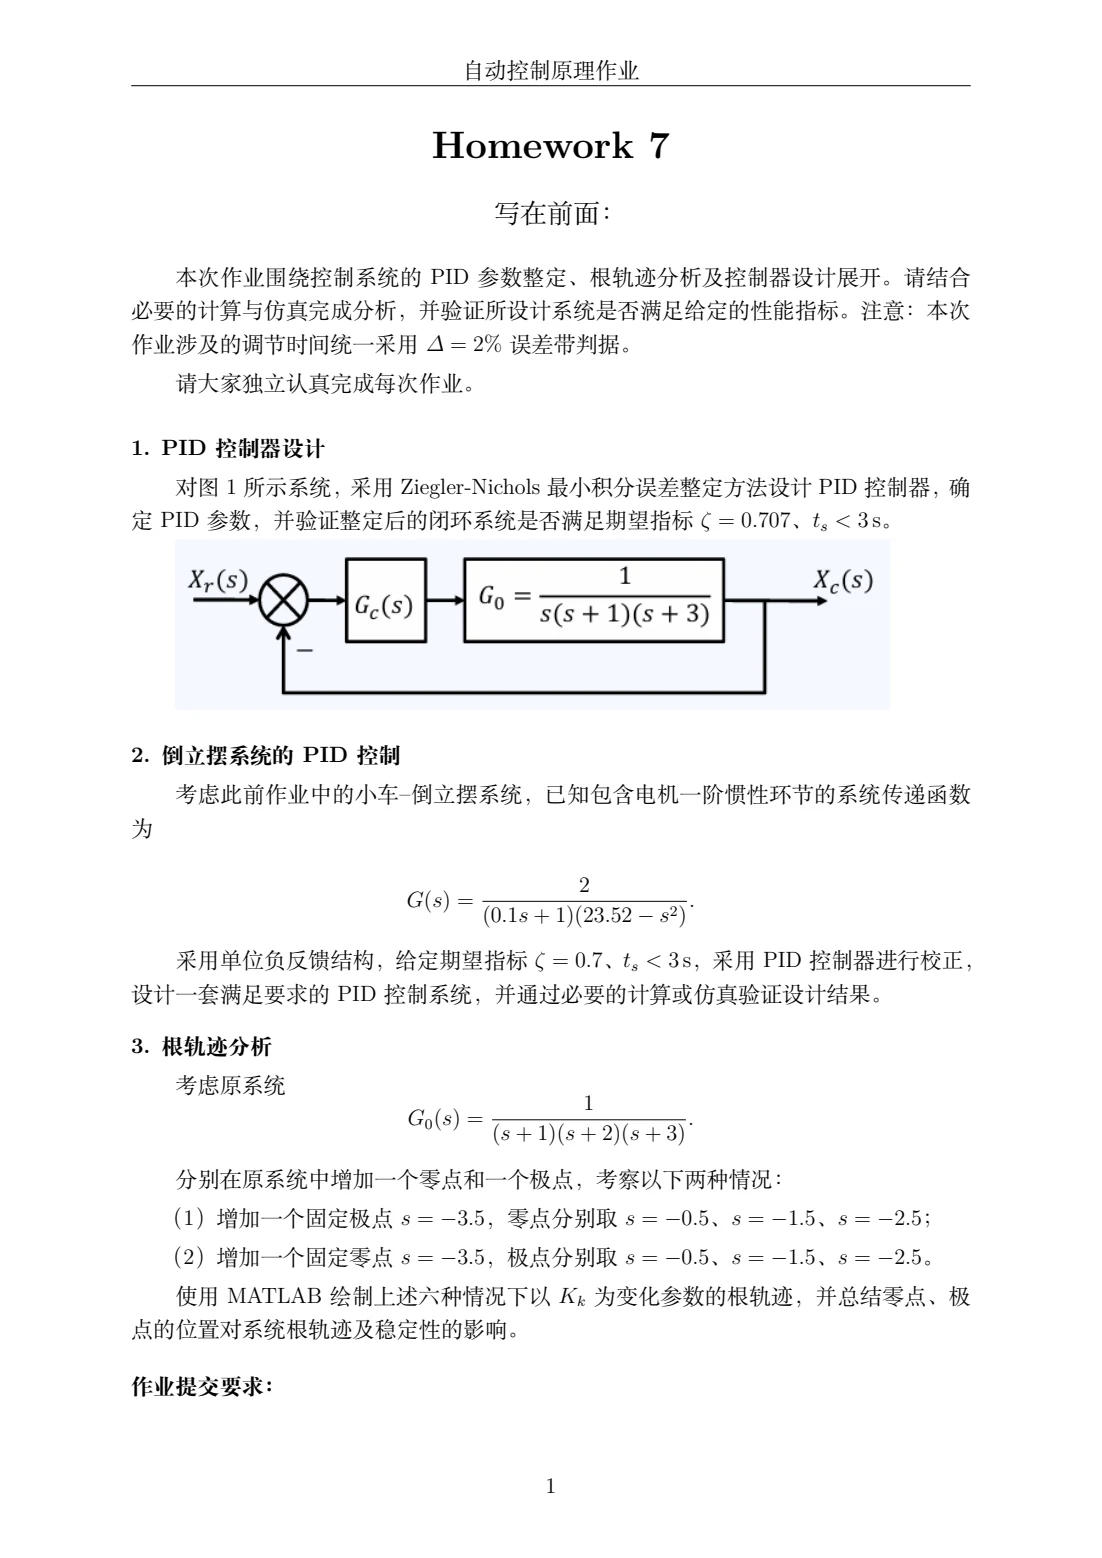 自动控制原理作业
Homework 7
写在前面：
本次作业围绕控制系统的 PID 参数整定、根轨迹分析及控制器设计展开。请结合
必要的计算与仿真完成分析，并验证所设计系统是否满足给定的性能指标。注意：本次
作业涉及的调节时间统一采用 Δ = 2% 误差带判据。
请大家独立认真完成每次作业。
1. PID 控制器设计
对图 1 所示系统，采用 Ziegler-Nichols 最小积分误差整定方法设计 PID 控制器，确
定 PID 参数，并验证整定后的闭环系统是否满足期望指标 ζ = 0.707、t_s < 3 s。
X_r(s) G_c(s) G_0 = 1 / s(s + 1)(s + 3) X_c(s)
−
2. 倒立摆系统的 PID 控制
考虑此前作业中的小车–倒立摆系统，已知包含电机一阶惯性环节的系统传递函数
为
G(s) = 2 / (0.1s + 1)(23.52 − s²).
采用单位负反馈结构，给定期望指标 ζ = 0.7、t_s < 3 s，采用 PID 控制器进行校正，
设计一套满足要求的 PID 控制系统，并通过必要的计算或仿真验证设计结果。
3. 根轨迹分析
考虑原系统
G_0(s) = 1 / (s + 1)(s + 2)(s + 3).
分别在原系统中增加一个零点和一个极点，考察以下两种情况：
（1）增加一个固定极点 s = −3.5，零点分别取 s = −0.5、s = −1.5、s = −2.5；
（2）增加一个固定零点 s = −3.5，极点分别取 s = −0.5、s = −1.5、s = −2.5。
使用 MATLAB 绘制上述六种情况下以 K_k 为变化参数的根轨迹，并总结零点、极
点的位置对系统根轨迹及稳定性的影响。
作业提交要求：
1